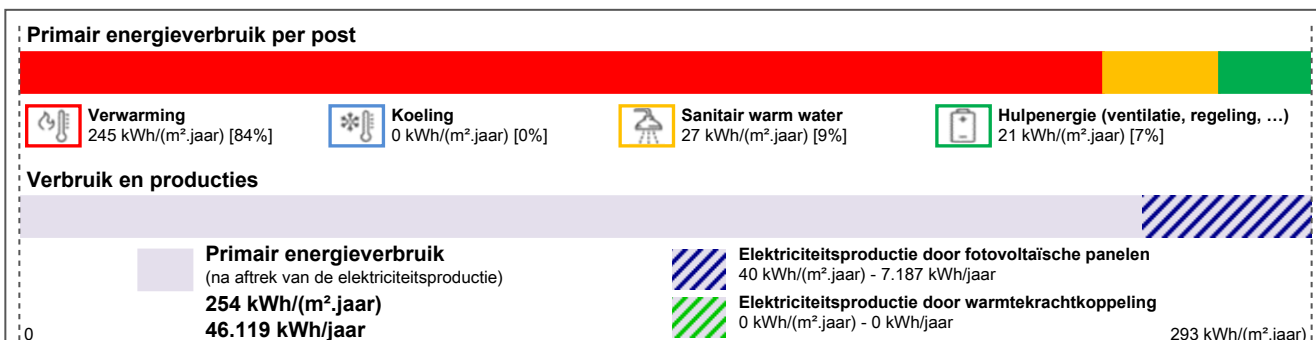 Primair energieverbruik per post
Verwarming
245 kWh/(m².jaar) [84%]
Koeling
0 kWh/(m².jaar) [0%]
Sanitair warm water
27 kWh/(m².jaar) [9%]
Hulpenergie (ventilatie, regeling, …)
21 kWh/(m².jaar) [7%]
Verbruik en producties
Primair energieverbruik
(na aftrek van de elektriciteitsproductie)
254 kWh/(m².jaar)
46.119 kWh/jaar
Elektriciteitsproductie door fotovoltaïsche panelen
40 kWh/(m².jaar) - 7.187 kWh/jaar
Elektriciteitsproductie door warmtekrachtkoppeling
0 kWh/(m².jaar) - 0 kWh/jaar
0
293 kWh/(m².jaar)